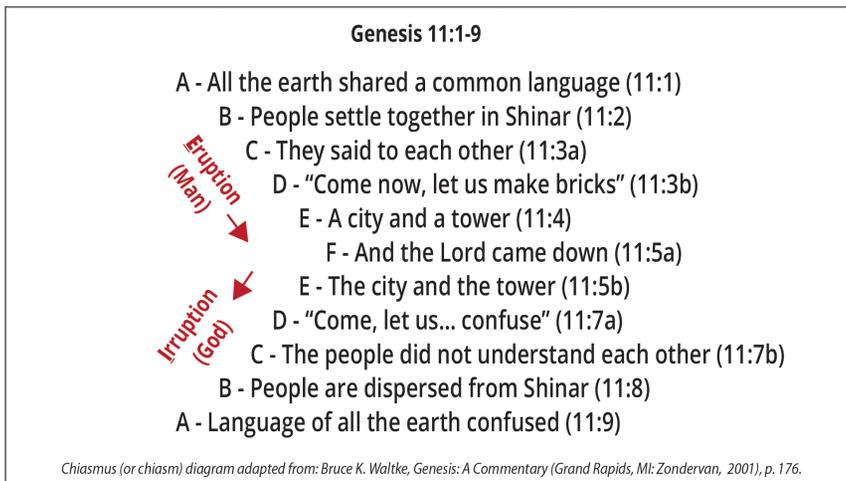 Genesis 11:1-9
A - All the earth shared a common language (11:1)
B - People settle together in Shinar (11:2)
C - They said to each other (11:3a)
D - “Come now, let us make bricks” (11:3b)
E - A city and a tower (11:4)
F - And the Lord came down (11:5a)
E - The city and the tower (11:5b)
D - “Come, let us... confuse” (11:7a)
C - The people did not understand each other (11:7b)
B - People are dispersed from Shinar (11:8)
A - Language of all the earth confused (11:9)
Eruption
(Man)
Irruption
(God)
Chiasmus (or chiasm) diagram adapted from: Bruce K. Waltke, Genesis: A Commentary (Grand Rapids, MI: Zondervan, 2001), p. 176.